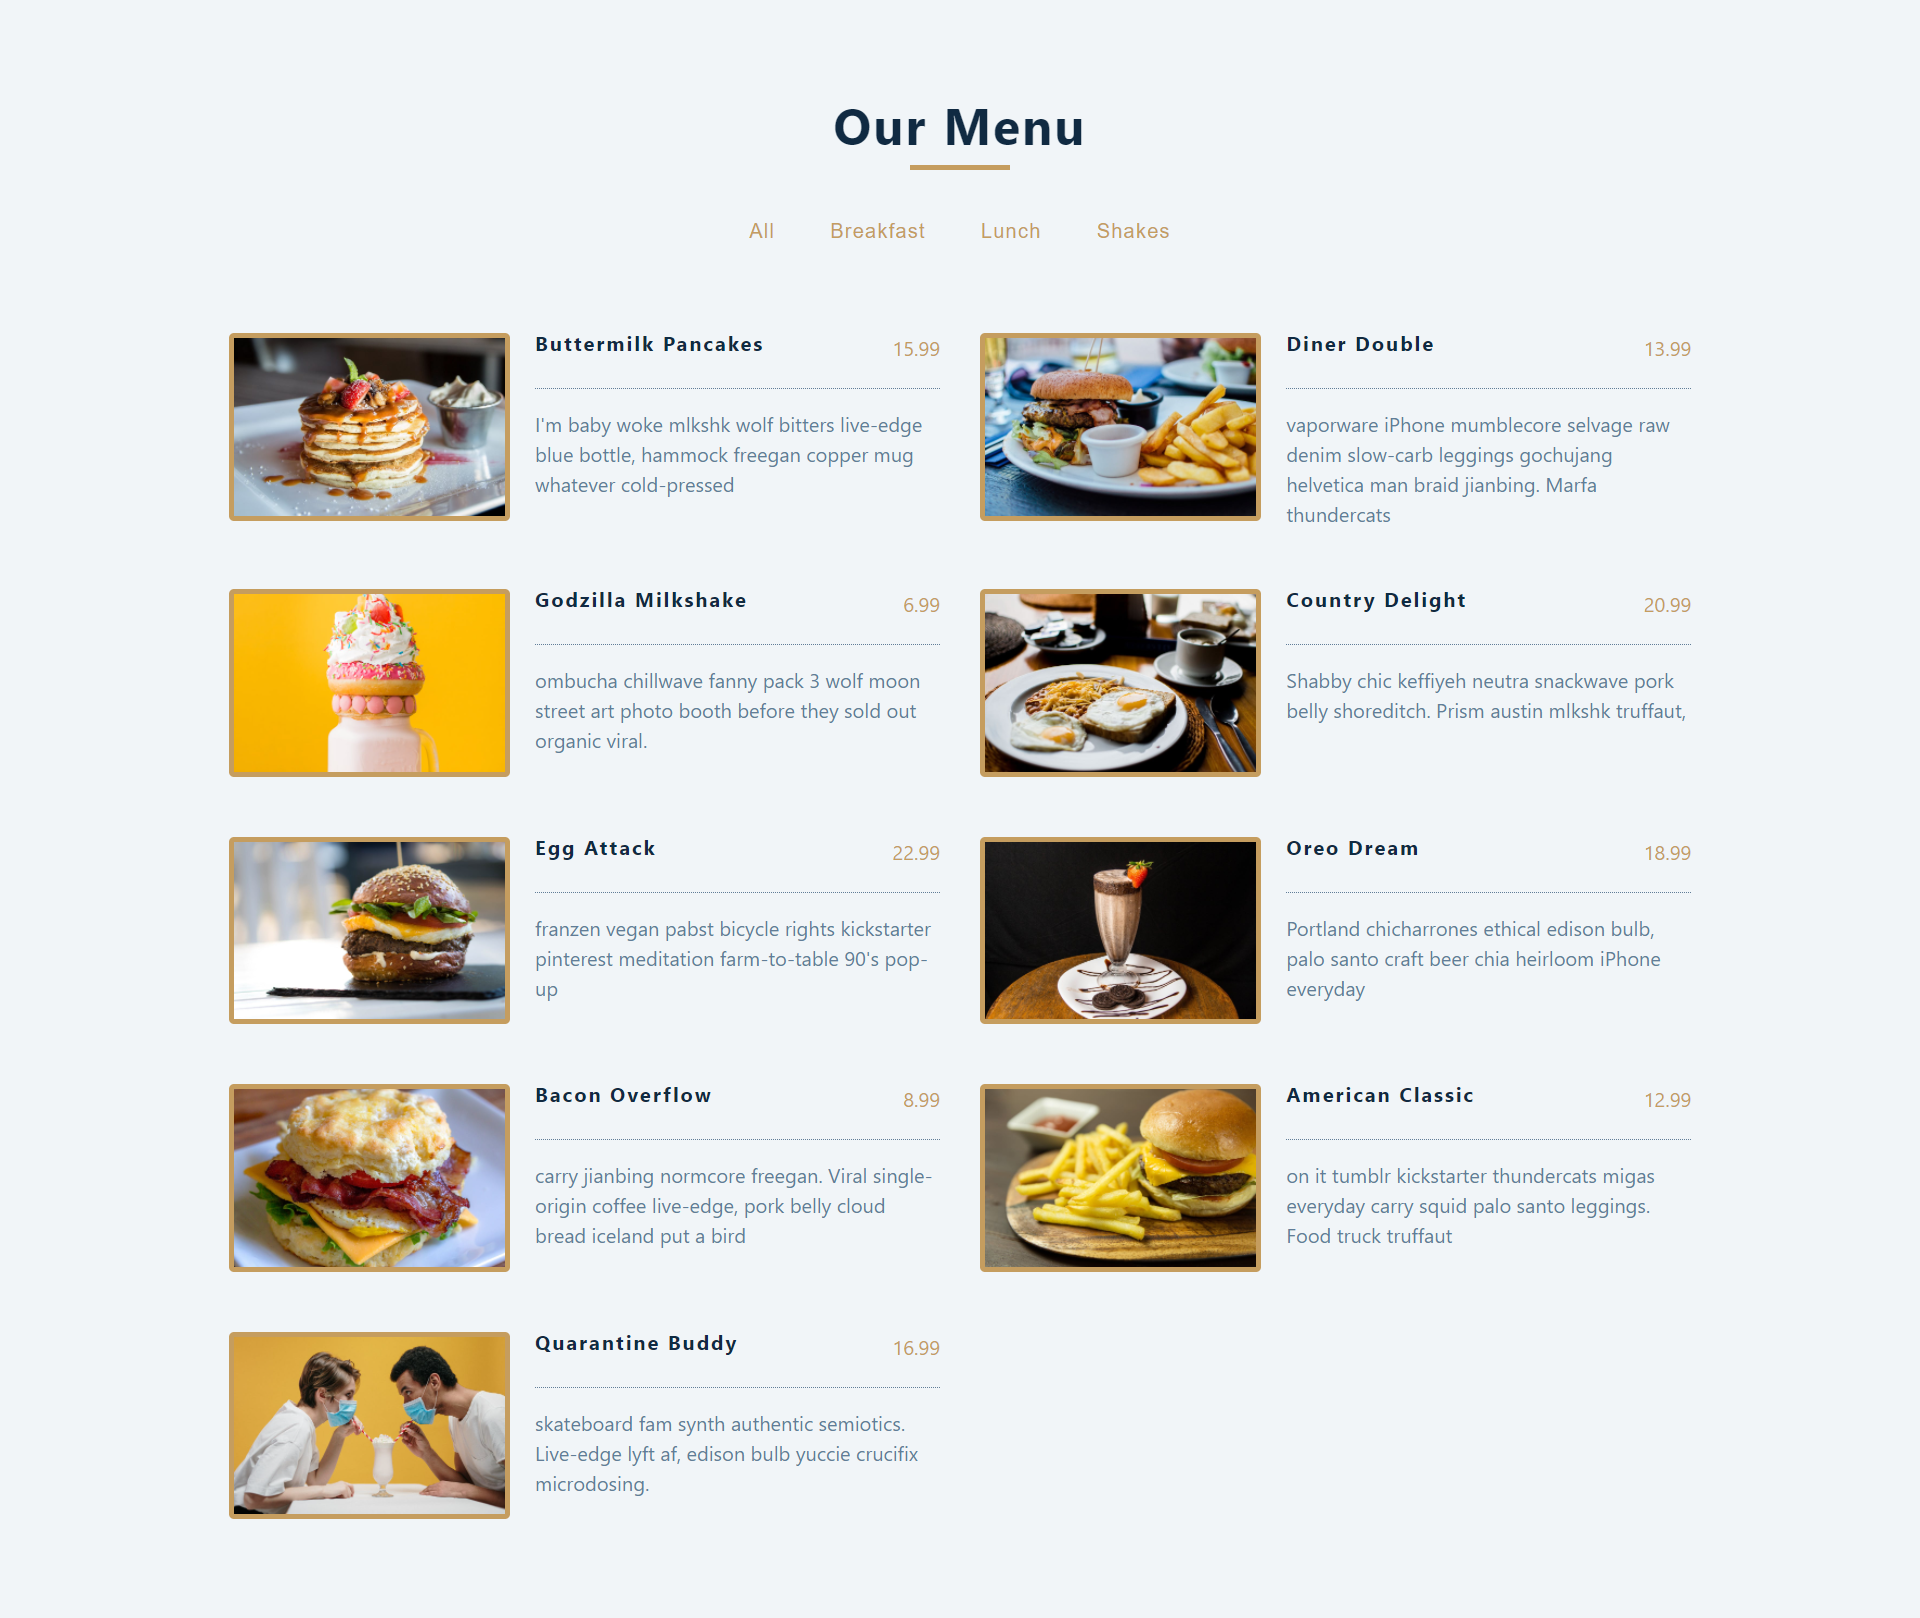 Our Menu
All Breakfast Lunch Shakes
Buttermilk Pancakes 15.99
I'm baby woke mlkshk wolf bitters live-edge
blue bottle, hammock freegan copper mug
whatever cold-pressed
Diner Double 13.99
vaporware iPhone mumblecore selvage raw
denim slow-carb leggings gochujang
helvetica man braid jianbing. Marfa
thundercats
Godzilla Milkshake 6.99
ombucha chillwave fanny pack 3 wolf moon
street art photo booth before they sold out
organic viral.
Country Delight 20.99
Shabby chic keffiyeh neutra snackwave pork
belly shoreditch. Prism austin mlkshk truffaut,
Egg Attack 22.99
franzen vegan pabst bicycle rights kickstarter
pinterest meditation farm-to-table 90's pop-
up
Oreo Dream 18.99
Portland chicharrones ethical edison bulb,
palo santo craft beer chia heirloom iPhone
everyday
Bacon Overflow 8.99
carry jianbing normcore freegan. Viral single-
origin coffee live-edge, pork belly cloud
bread iceland put a bird
American Classic 12.99
on it tumblr kickstarter thundercats migas
everyday carry squid palo santo leggings.
Food truck truffaut
Quarantine Buddy 16.99
skateboard fam synth authentic semiotics.
Live-edge lyft af, edison bulb yuccie crucifix
microdosing.